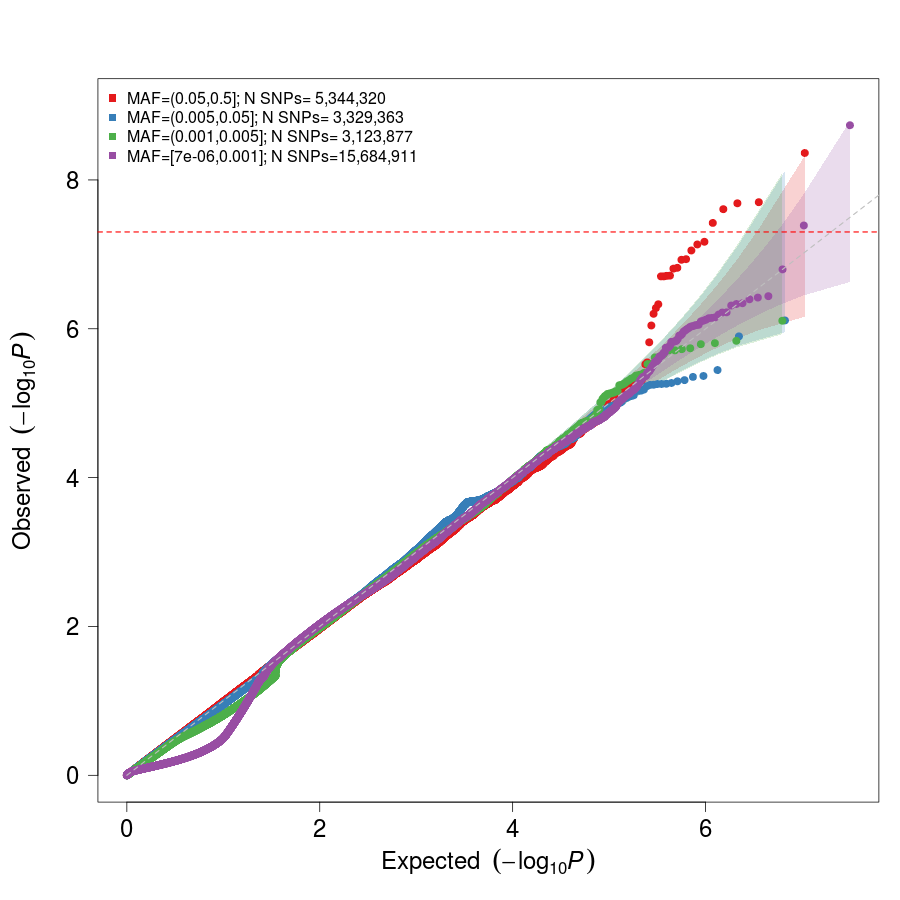 MAF=(0.05,0.5]; N SNPs= 5,344,320
MAF=(0.005,0.05]; N SNPs= 3,329,363
MAF=(0.001,0.005]; N SNPs= 3,123,877
MAF=[7e-06,0.001]; N SNPs=15,684,911
8
6
4
2
0
Observed (−log10P)
0 2 4 6
Expected (−log10P)